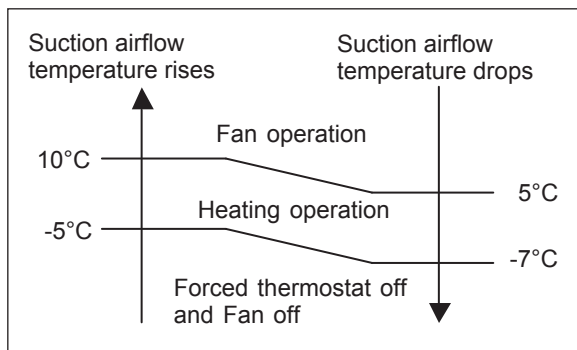 Suction airflow
temperature rises
Suction airflow
temperature drops
Fan operation
10°C
5°C
Heating operation
-5°C
-7°C
Forced thermostat off
and Fan off